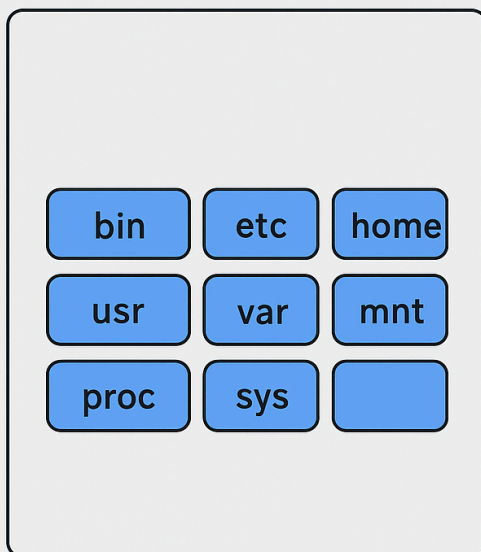 bin etc home
usr var mnt
proc sys